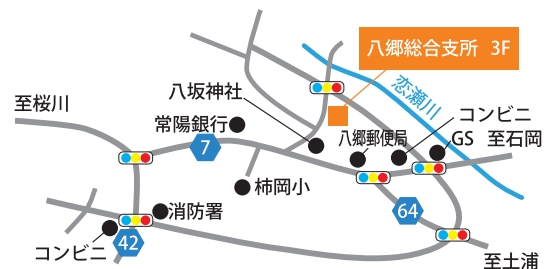 八郷総合支所 3F
恋瀬川
八坂神社
コンビニ
至桜川
常陽銀行
八郷郵便局
GS
至石岡
7
柿岡小
消防署
64
コンビニ
42
至土浦